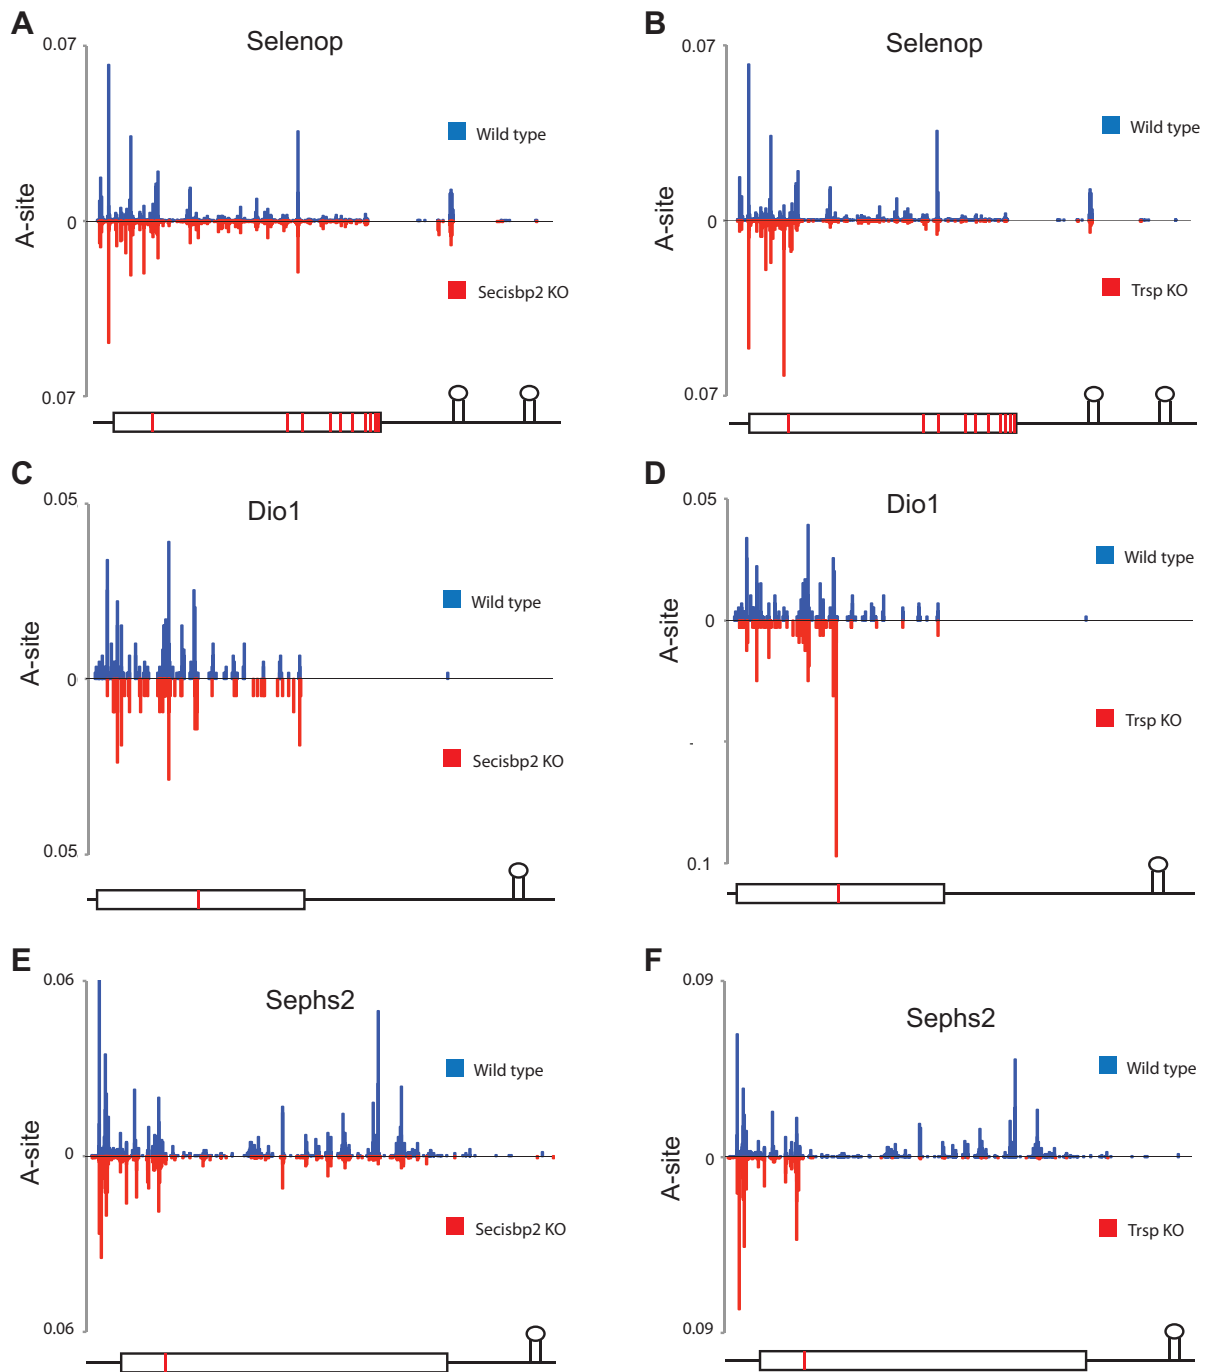 A
Selenop
0.07
A-site
0
0.07
Wild type
Secisbp2 KO
B
Selenop
0.07
A-site
0
0.07
Wild type
Trsp KO
C
Dio1
0.05
A-site
0
0.05
Wild type
Secisbp2 KO
D
Dio1
0.05
A-site
0
-
0.1
Wild type
Trsp KO
E
Sephs2
0.06
A-site
0
0.06
Wild type
Secisbp2 KO
F
Sephs2
0.09
A-site
0
0.09
Wild type
Trsp KO